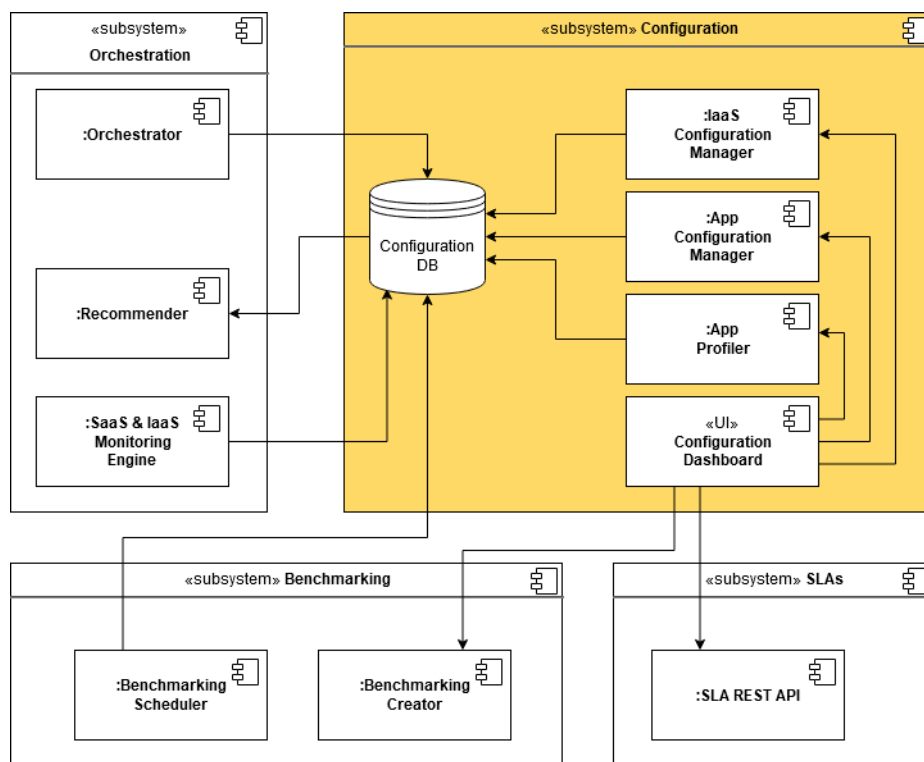 «subsystem»
Orchestration
:Orchestrator
:Recommender
:SaaS & IaaS
Monitoring
Engine
«subsystem» Configuration
Configuration
DB
:IaaS
Configuration
Manager
:App
Configuration
Manager
:App
Profiler
«UI»
Configuration
Dashboard
«subsystem» Benchmarking
:Benchmarking
Scheduler
:Benchmarking
Creator
«subsystem» SLAs
:SLA REST API